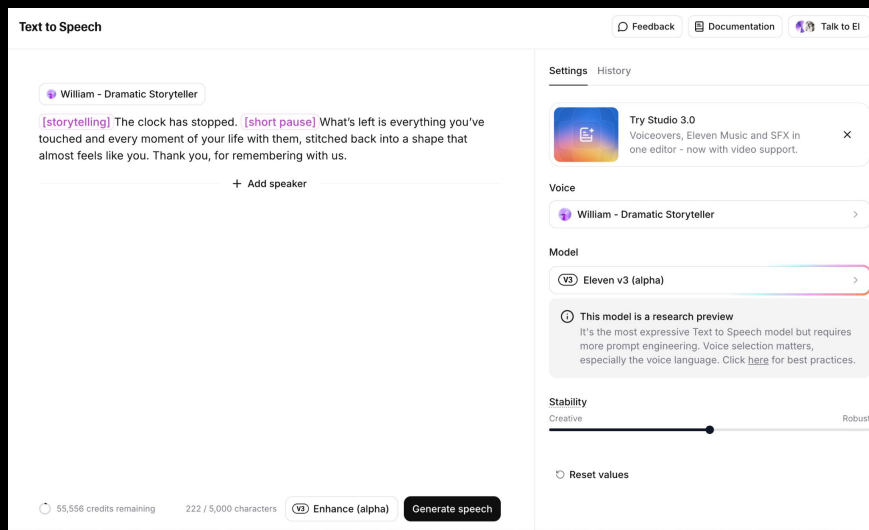 Text to Speech
Feedback
Documentation
Talk to El
William - Dramatic Storyteller
[storytelling] The clock has stopped. [short pause] What's left is everything you've
touched and every moment of your life with them, stitched back into a shape that
almost feels like you. Thank you, for remembering with us.
+ Add speaker
55,556 credits remaining
222 / 5,000 characters
V3 Enhance (alpha)
Generate speech
Settings
History
Try Studio 3.0
Voiceovers, Eleven Music and SFX in
one editor - now with video support.
Voice
William - Dramatic Storyteller
Model
V3 Eleven v3 (alpha)
This model is a research preview
It's the most expressive Text to Speech model but requires
more prompt engineering. Voice selection matters,
especially the voice language. Click here for best practices.
Stability
Creative
Robust
Reset values